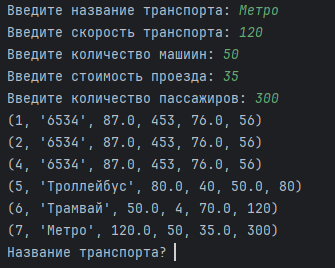 Введите название транспорта: Метро
Введите скорость транспорта: 120
Введите количество машиин: 50
Введите стоимость проезда: 35
Введите количество пассажиров: 300
(1, '6534', 87.0, 453, 76.0, 56)
(2, '6534', 87.0, 453, 76.0, 56)
(4, '6534', 87.0, 453, 76.0, 56)
(5, 'Троллейбус', 80.0, 40, 50.0, 80)
(6, 'Трамвай', 50.0, 4, 70.0, 120)
(7, 'Метро', 120.0, 50, 35.0, 300)
Название транспорта?